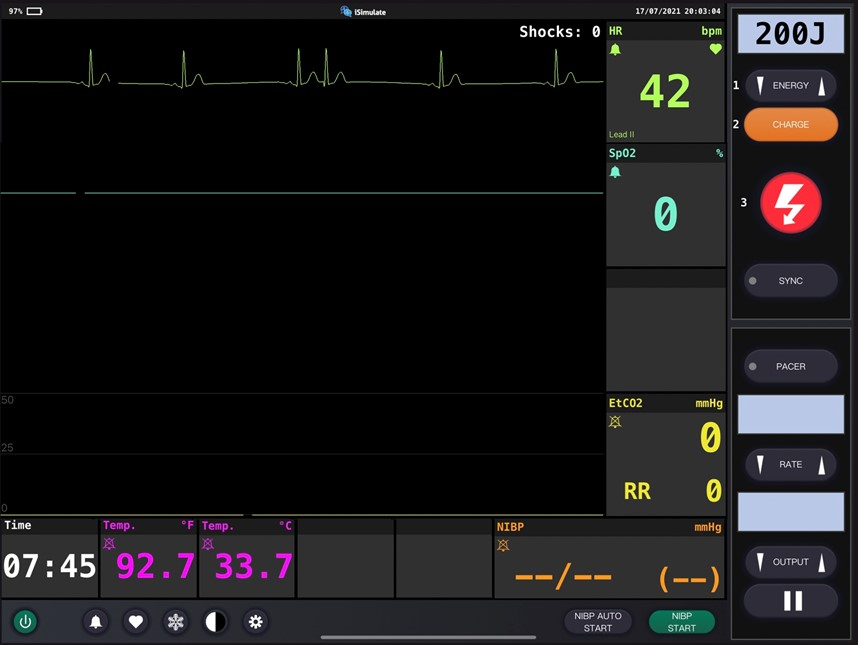 97%
iSimulate
17/07/2021 20:03:04
Shocks: 0
HR bpm
42
Lead II
SpO2 %
0
50
25
0
EtCO2 mmHg
0
RR 0
Time
07:45
Temp. °F
92.7
Temp. °C
33.7
NIBP mmHg
--/-- (--)
NIBP AUTO
START
NIBP
START
200J
1 ENERGY
2 CHARGE
3
SYNC
PACER
RATE
OUTPUT